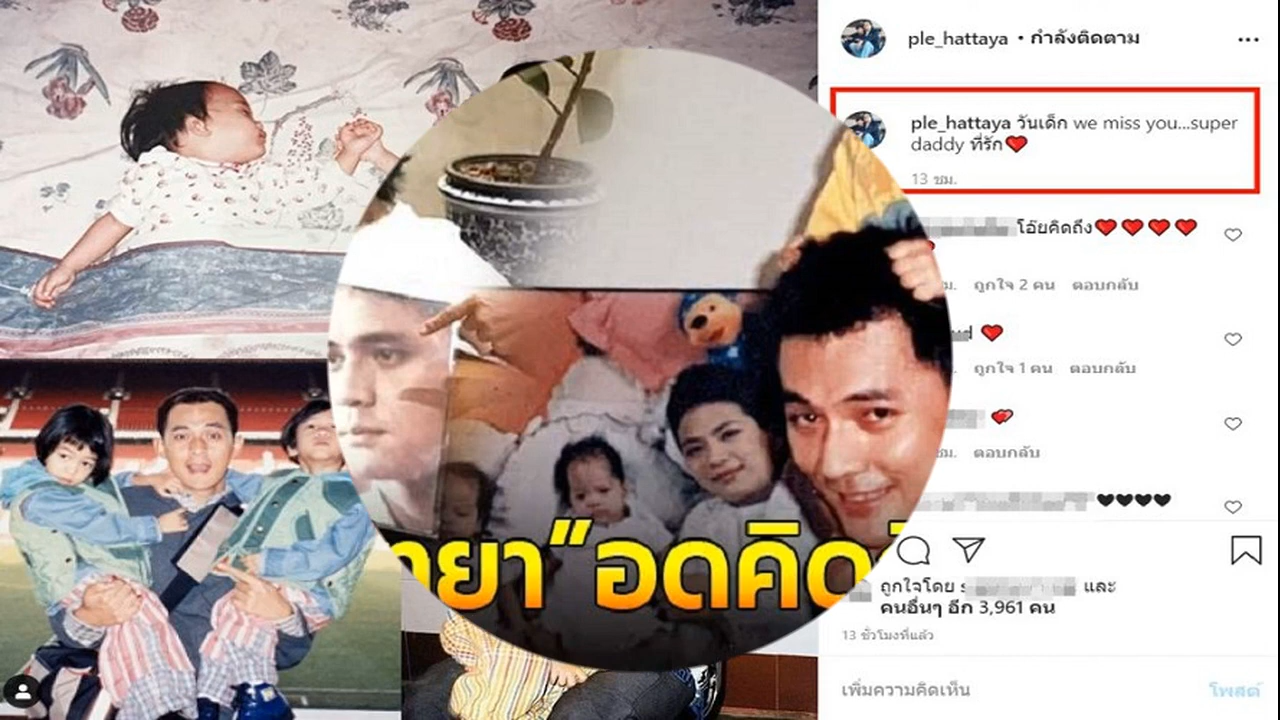 ple_hattaya • กำลังติดตาม
ple_hattaya วันเด็ก we miss you...super
daddy ที่รัก❤
13 ชม.
โอ๊ยคิดถึง❤❤❤❤
ถูกใจ 2 คน ตอบกลับ
❤
ถูกใจ 1 คน ตอบกลับ
ตอบกลับ
🖤🖤🖤🖤
ยา"อดคิด
ถูกใจโดย และ
คนอื่นๆ อีก 3,961 คน
13 ชั่วโมงที่แล้ว
เพิ่มความคิดเห็น
โพสต์